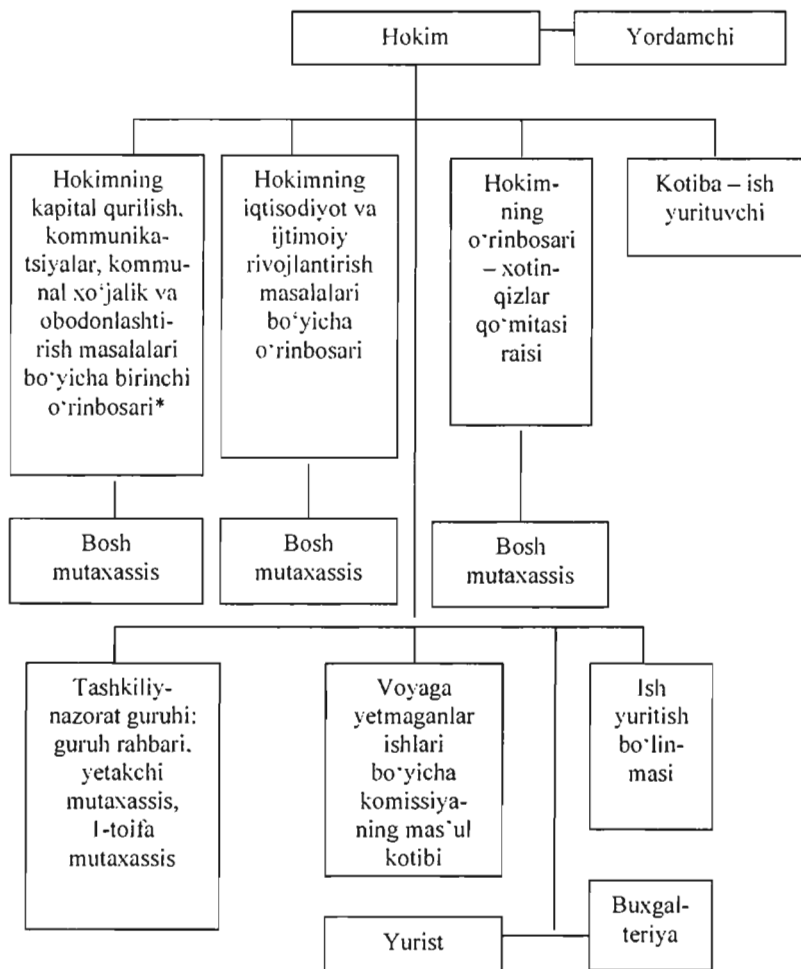 Hokim
Yordamchi
Hokimning
kapital qurilish,
kommunika-
tsiyalar, kommu-
nal xo‘jalik va
obodonlashti-
rish masalalari
bo‘yicha birinchi
o‘rinbosari*
Hokimning
iqtisodiyot va
ijtimoiy
rivojlantirish
masalalari
bo‘yicha
o‘rinbosari
Hokim-
ning
o‘rinbosari
– xotin-
qizlar
qo‘mitasi
raisi
Kotiba – ish
yurituvchi
Bosh
mutaxassis
Bosh
mutaxassis
Bosh
mutaxassis
Tashkiliy-
nazorat guruhi:
guruh rahbari,
yetakchi
mutaxassis,
1-toifa
mutaxassis
Voyaga
yetmaganlar
ishlari
bo‘yicha
komissiya-
ning mas‘ul
kotibi
Ish
yuritish
bo‘lin-
masi
Yurist
Buxgal-
teriya